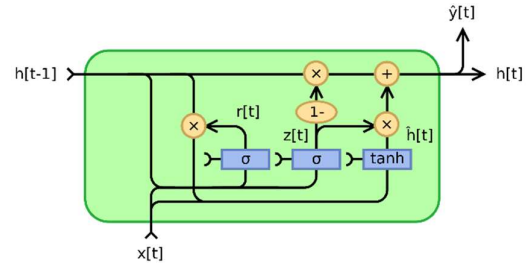 ŷ[t]
h[t-1]
×
+
h[t]
r[t]
1-
×
z[t]
×
ĥ[t]
σ
σ
tanh
x[t]